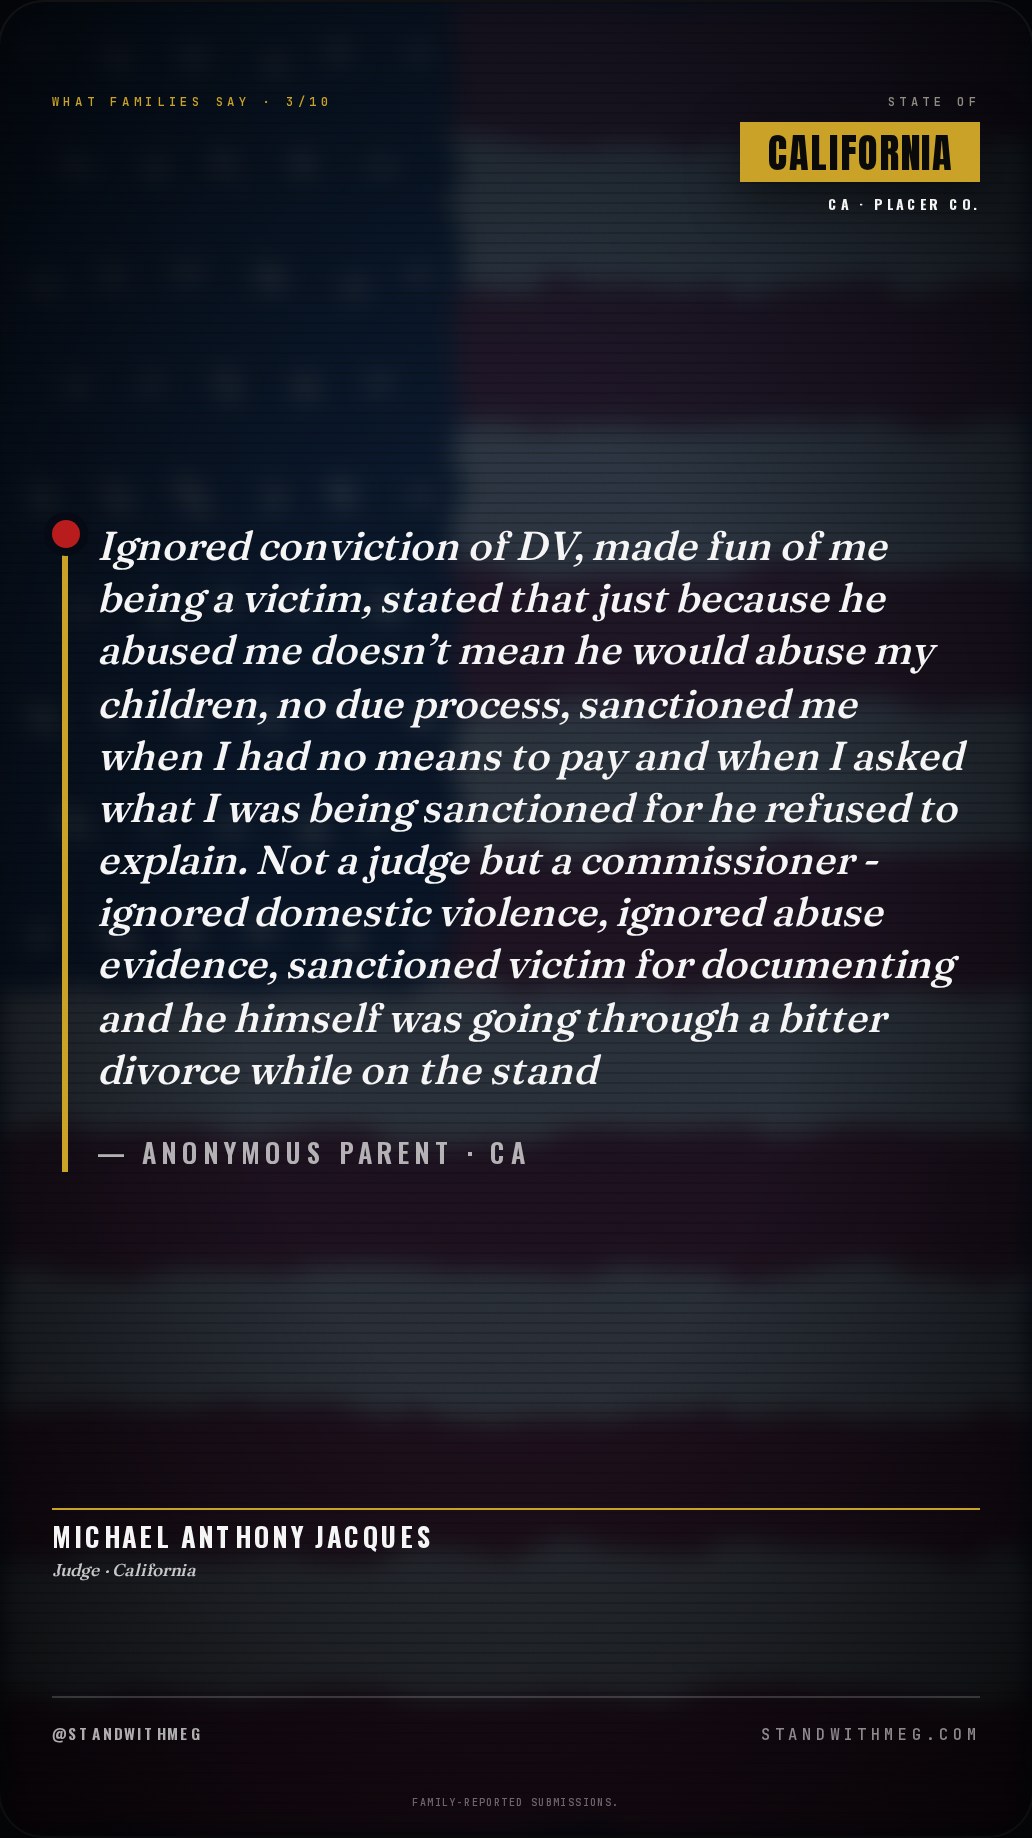 WHAT FAMILIES SAY · 3/10
STATE OF
CALIFORNIA
CA · PLACER CO.
Ignored conviction of DV, made fun of me
being a victim, stated that just because he
abused me doesn’t mean he would abuse my
children, no due process, sanctioned me
when I had no means to pay and when I asked
what I was being sanctioned for he refused to
explain. Not a judge but a commissioner -
ignored domestic violence, ignored abuse
evidence, sanctioned victim for documenting
and he himself was going through a bitter
divorce while on the stand
— ANONYMOUS PARENT · CA
MICHAEL ANTHONY JACQUES
Judge · California
@STANDWITHMEG
STANDWITHMEG.COM
FAMILY-REPORTED SUBMISSIONS.